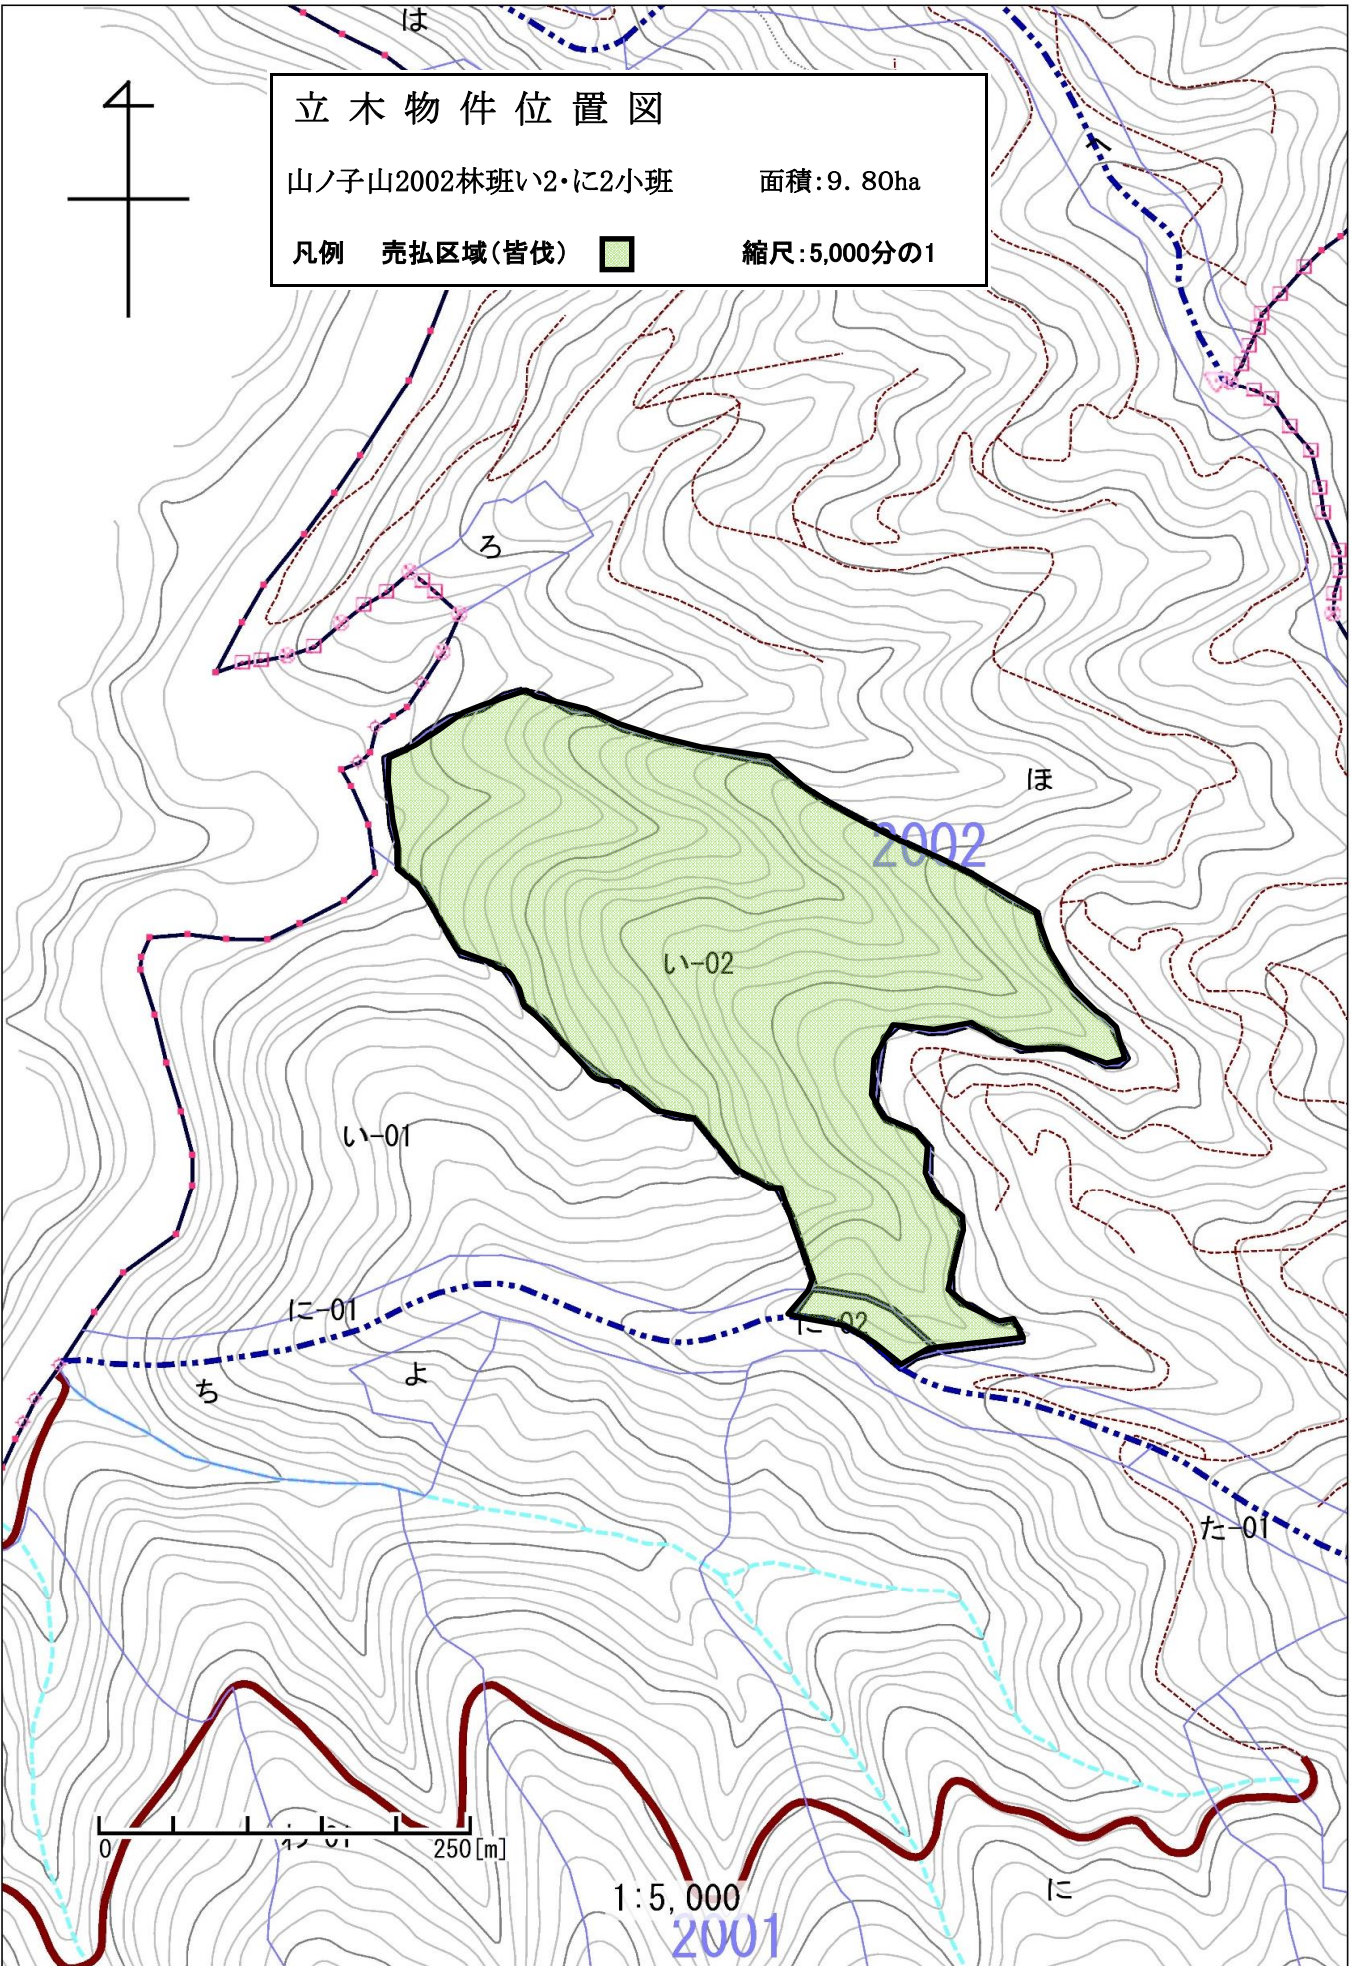 は
立木物件位置図
山ノ子山2002林班い2・に2小班 面積:9.80ha
凡例 売払区域(皆伐) 縮尺:5,000分の1
へ
ろ
ほ
2002
い-02
い-01
に-01
に-02
よ
ち
た-01
0 250[m]
1:5,000
に
2001